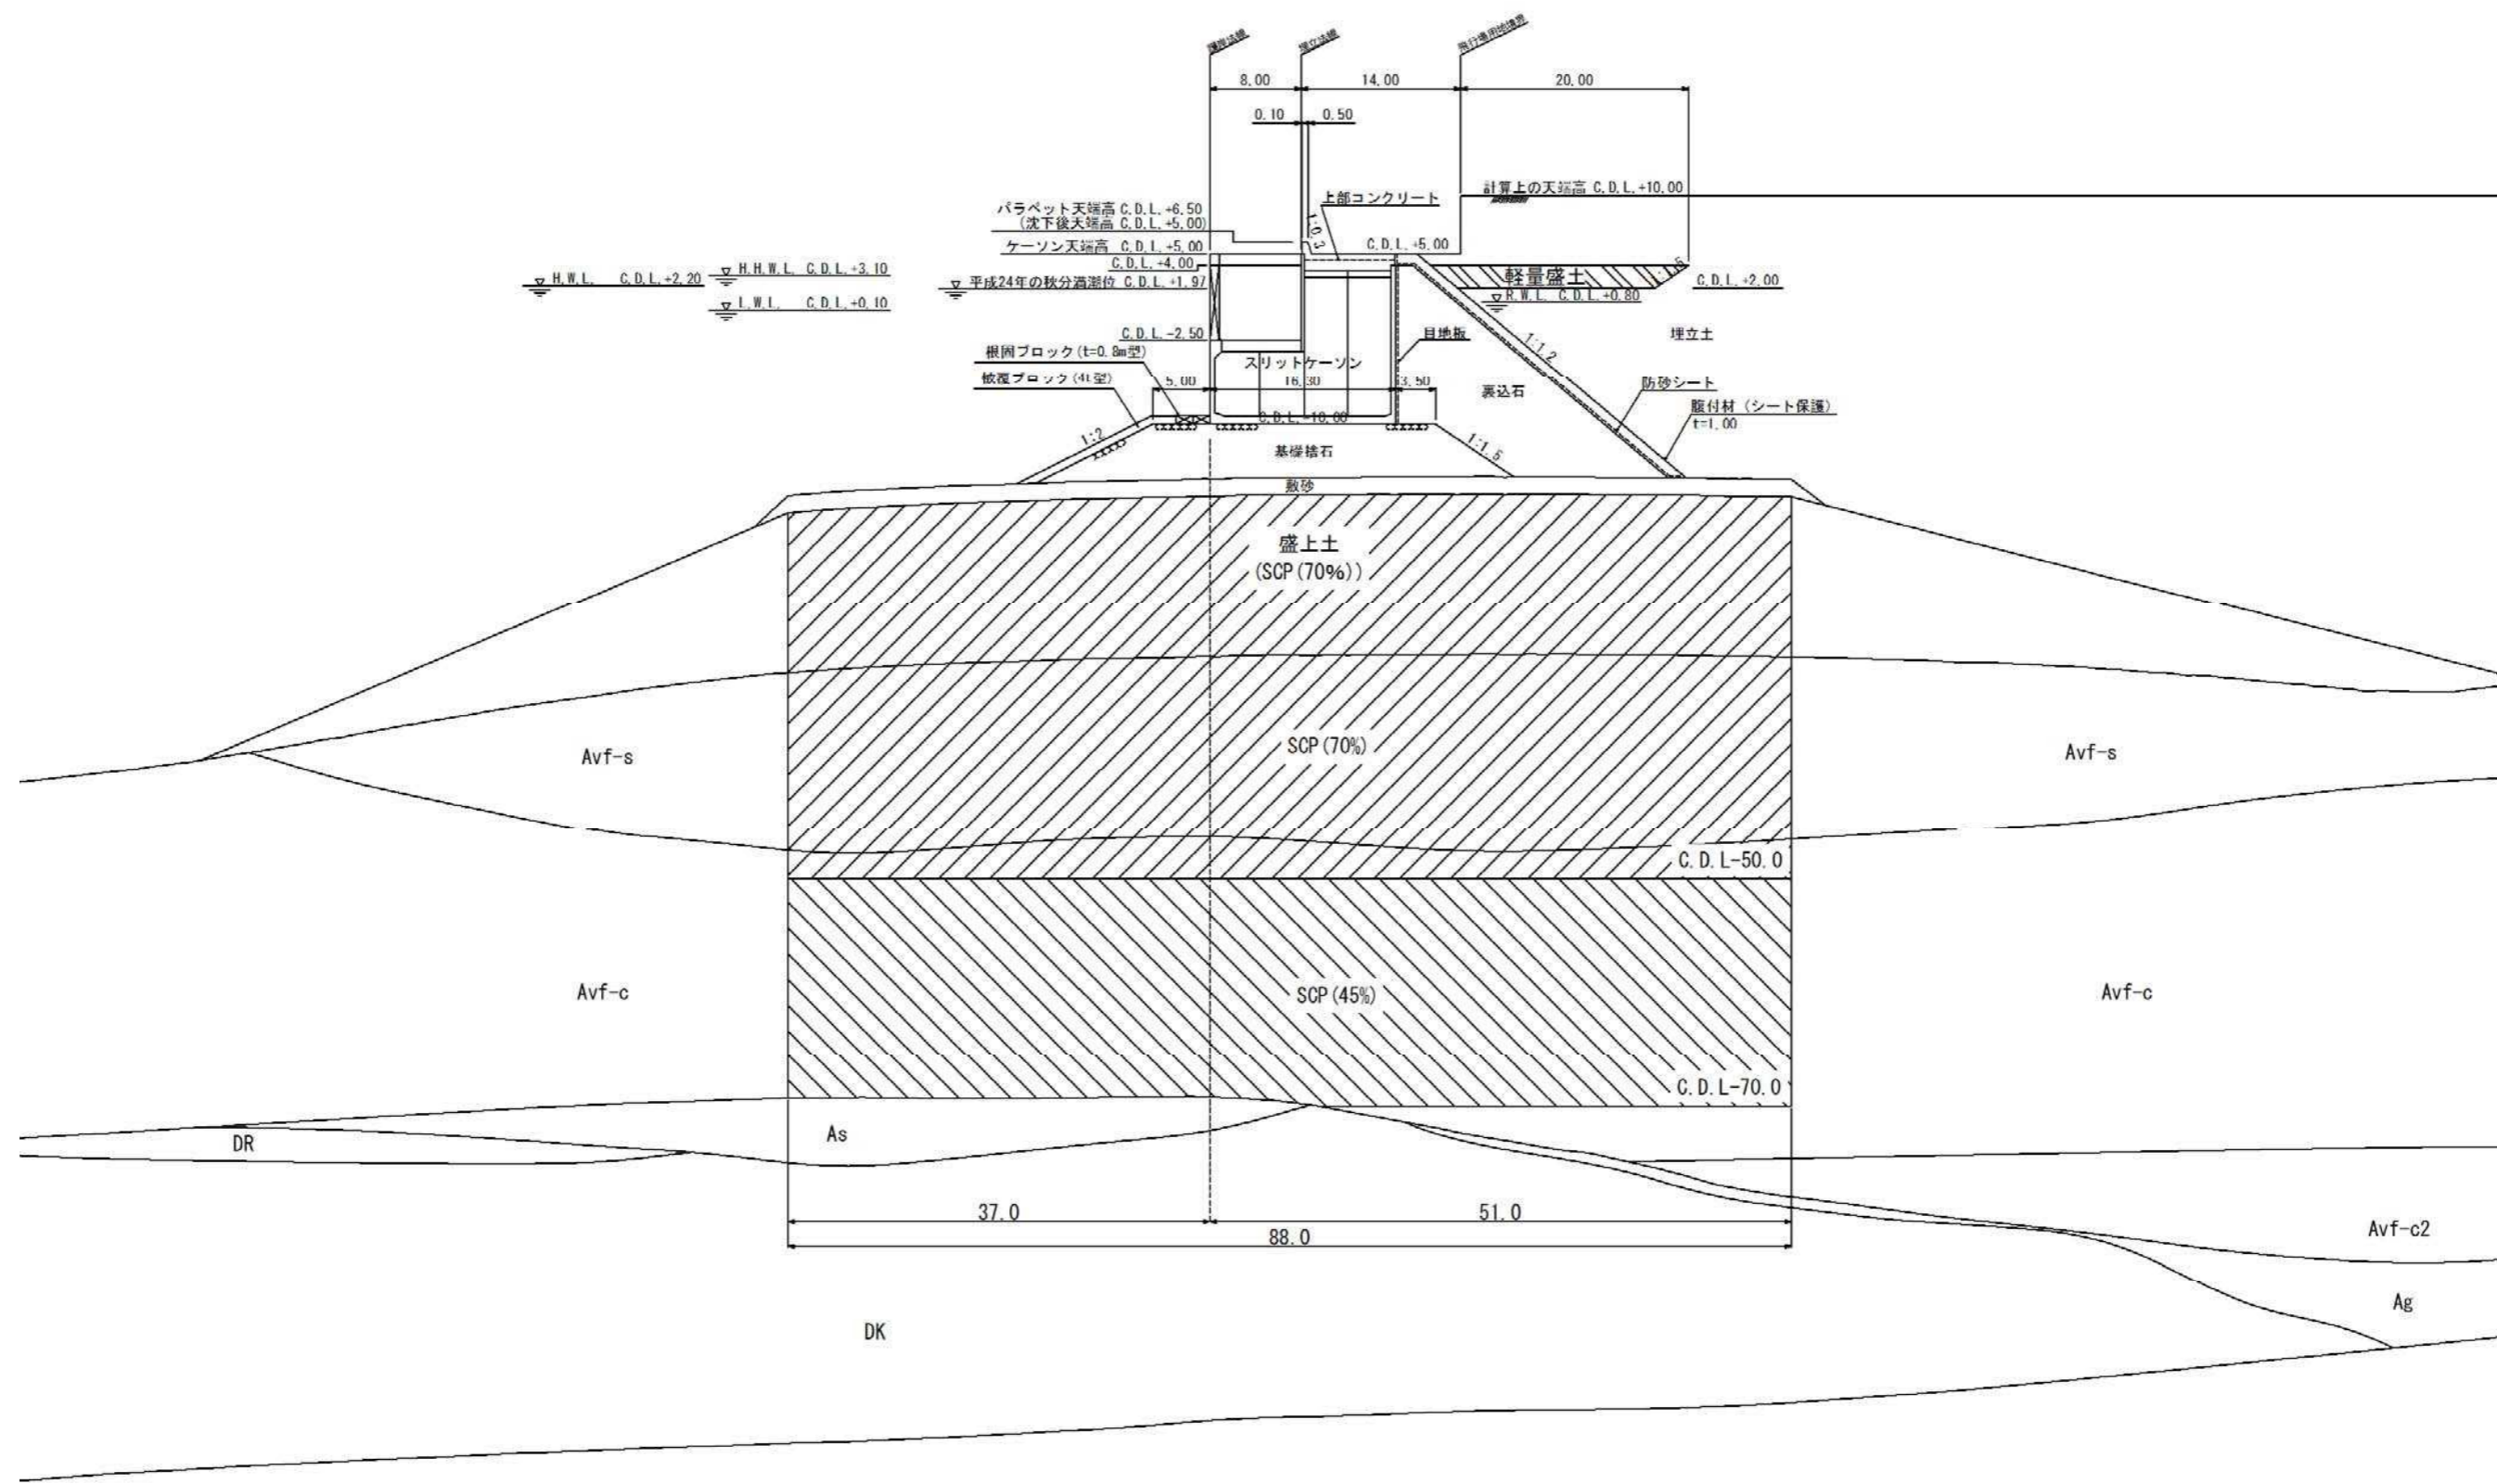 護岸法線
埋立法線
飛行場用地境界
8.00
14.00
20.00
0.10
0.50
計算上の天端高 C.D.L.+10.00
上部コンクリート
パラペット天端高 C.D.L.+6.50
(沈下後天端高 C.D.L.+5.00)
1:0.3
ケーソン天端高 C.D.L.+5.00
C.D.L.+5.00
C.D.L.+4.00
H.W.L. C.D.L.+2.20
H.H.W.L. C.D.L.+3.10
平成24年の秋分満潮位 C.D.L.+1.97
軽量盛土
1:1.5
C.D.L.+2.00
L.W.L. C.D.L.+0.10
R.W.L. C.D.L.+0.80
C.D.L.-2.50
目地板
埋立土
根固ブロック(t=0.8m型)
スリットケーソン
1:1.2
被覆ブロック(4t型)
5.00
16.30
3.50
裏込石
防砂シート
腹付材(シート保護)
t=1.00
C.D.L.-10.00
1:2
基礎捨石
1:1.5
敷砂
盛上土
(SCP(70%))
Avf-s
SCP(70%)
Avf-s
C.D.L-50.0
Avf-c
SCP(45%)
Avf-c
C.D.L-70.0
DR
As
37.0
51.0
88.0
Avf-c2
Ag
DK